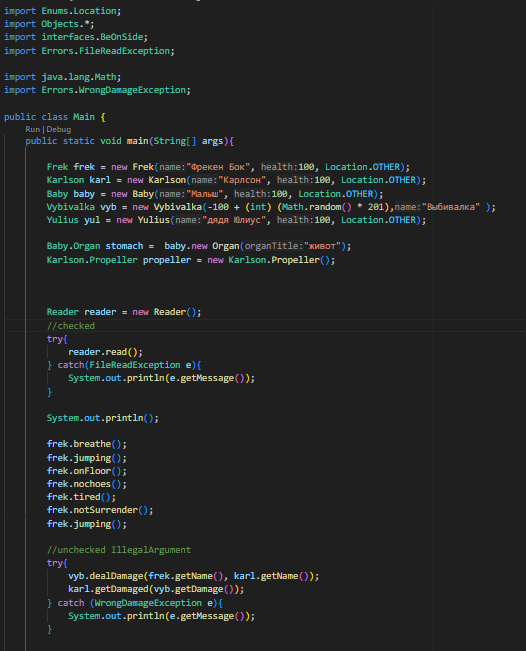 import Enums.Location;
import Objects.*;
import interfaces.BeOnSide;
import Errors.FileReadException;
import java.lang.Math;
import Errors.WrongDamageException;
public class Main {
Run | Debug
public static void main(String[] args){
Frek frek = new Frek(name:"Фрекен Бок", health:100, Location.OTHER);
Karlson karl = new Karlson(name:"Карлсон", health:100, Location.OTHER);
Baby baby = new Baby(name:"Малыш", health:100, Location.OTHER);
Vybivalka vyb = new Vybivalka(-100 + (int) (Math.random() * 201),name:"Выбивалка" );
Yulius yul = new Yulius(name:"дядя Юлиус", health:100, Location.OTHER);
Baby.Organ stomach =  baby.new Organ(organTitle:"живот");
Karlson.Propeller propeller = new Karlson.Propeller();
Reader reader = new Reader();
//checked
try{
reader.read();
} catch(FileReadException e){
System.out.println(e.getMessage());
}
System.out.println();
frek.breathe();
frek.jumping();
frek.onFloor();
frek.nochoes();
frek.tired();
frek.notSurrender();
frek.jumping();
//unchecked IllegalArgument
try{
vyb.dealDamage(frek.getName(), karl.getName());
karl.getDamaged(vyb.getDamage());
} catch (WrongDamageException e){
System.out.println(e.getMessage());
}